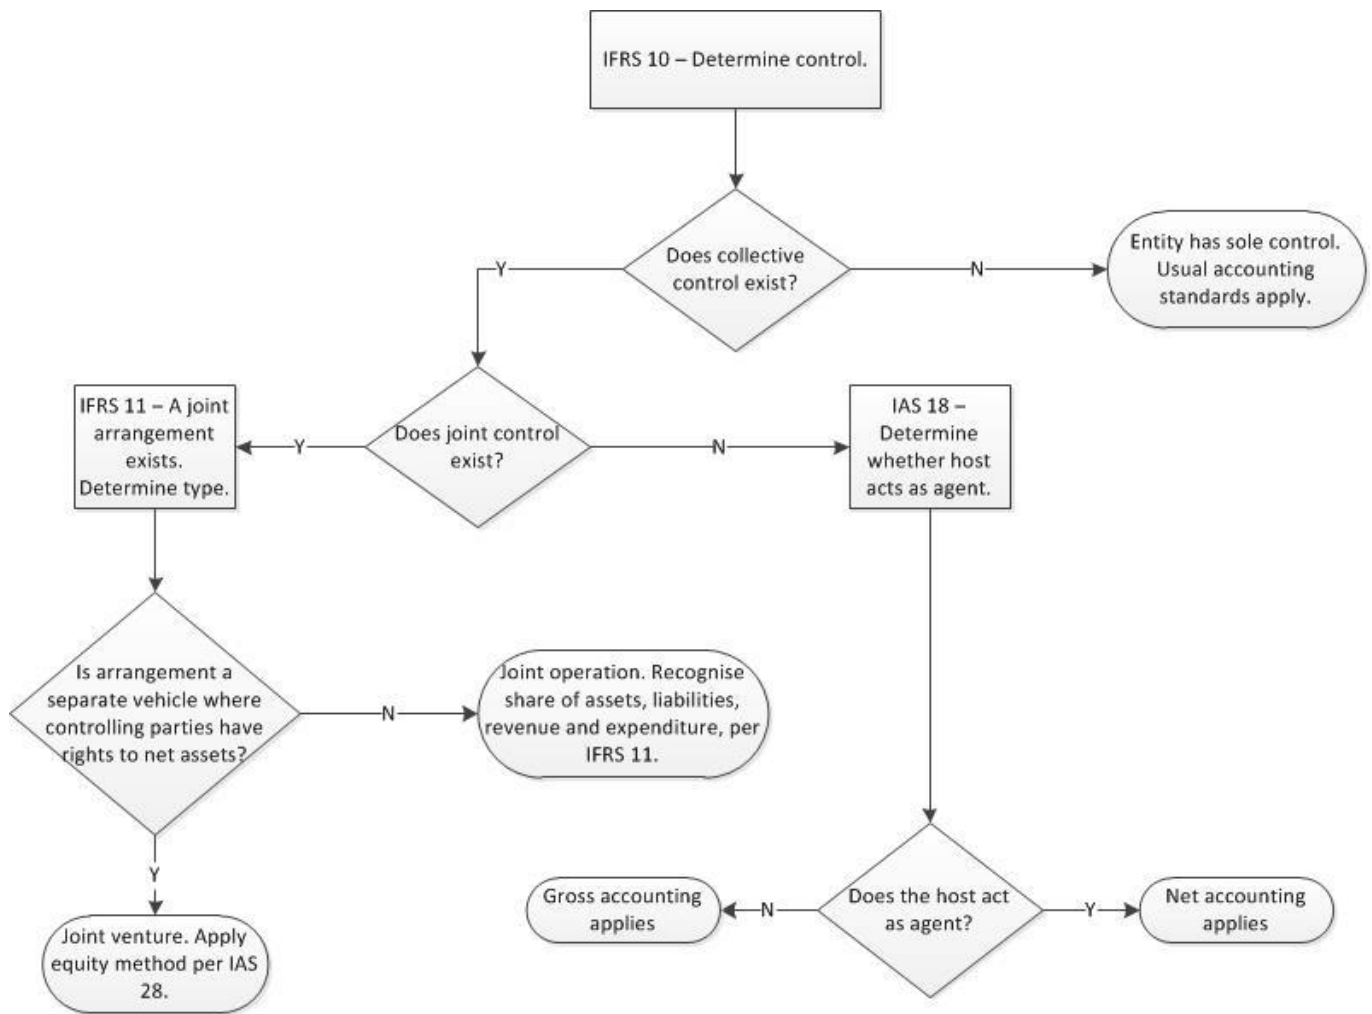 IFRS 10 – Determine control.
Does collective
control exist?
Y
N
Entity has sole control.
Usual accounting
standards apply.
IFRS 11 – A joint
arrangement
exists.
Determine type.
Y
Does joint control
exist?
N
IAS 18 –
Determine
whether host
acts as agent.
Is arrangement a
separate vehicle where
controlling parties have
rights to net assets?
N
Joint operation. Recognise
share of assets, liabilities,
revenue and expenditure, per
IFRS 11.
Y
Joint venture. Apply
equity method per IAS
28.
Gross accounting
applies
N
Does the host act
as agent?
Y
Net accounting
applies